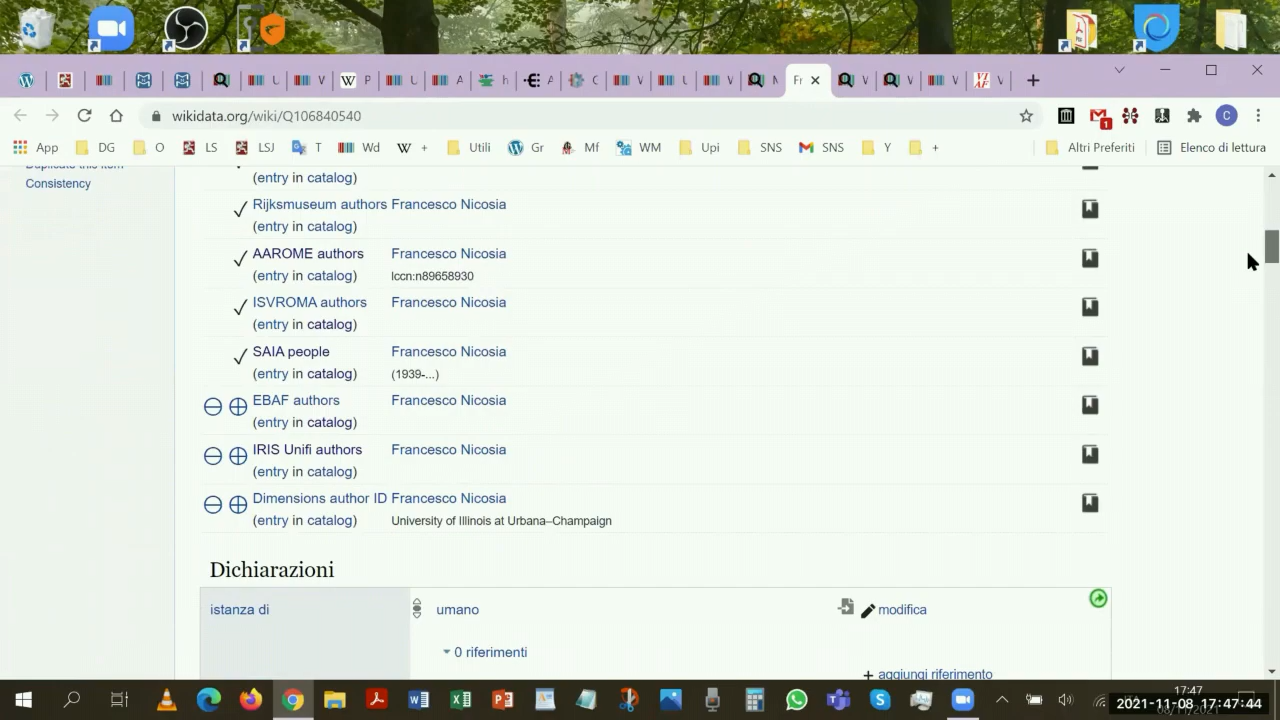 Fr
wikidata.org/wiki/Q106840540
1
C
App
DG
O
LS
LSJ
T
Wd
+
Utili
Gr
Mf
WM
Upi
SNS
SNS
Y
+
Altri Preferiti
Elenco di lettura
Duplicate this item
Consistency
(entry in catalog)
Rijksmuseum authors Francesco Nicosia
(entry in catalog)
AAROME authors Francesco Nicosia
(entry in catalog) lccn:n89658930
ISVROMA authors Francesco Nicosia
(entry in catalog)
SAIA people Francesco Nicosia
(entry in catalog) (1939-...)
EBAF authors Francesco Nicosia
(entry in catalog)
IRIS Unifi authors Francesco Nicosia
(entry in catalog)
Dimensions author ID Francesco Nicosia
(entry in catalog) University of Illinois at Urbana–Champaign
Dichiarazioni
istanza di umano modifica
0 riferimenti
+ aggiungi riferimento
17:47
2021-11-08 17:47:44